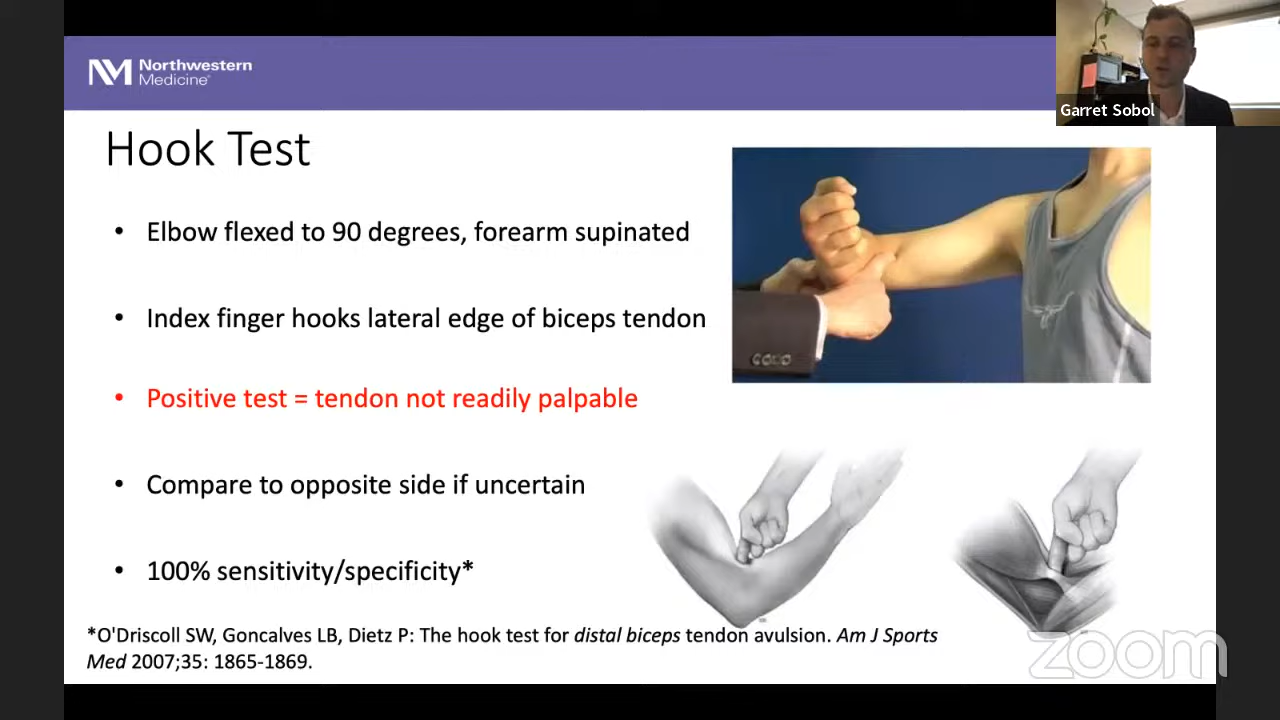 Northwestern
Medicine
Garret Sobol
Hook Test
• Elbow flexed to 90 degrees, forearm supinated
• Index finger hooks lateral edge of biceps tendon
• Positive test = tendon not readily palpable
• Compare to opposite side if uncertain
• 100% sensitivity/specificity*
*O'Driscoll SW, Goncalves LB, Dietz P: The hook test for distal biceps tendon avulsion. Am J Sports
Med 2007;35: 1865-1869.
zoom